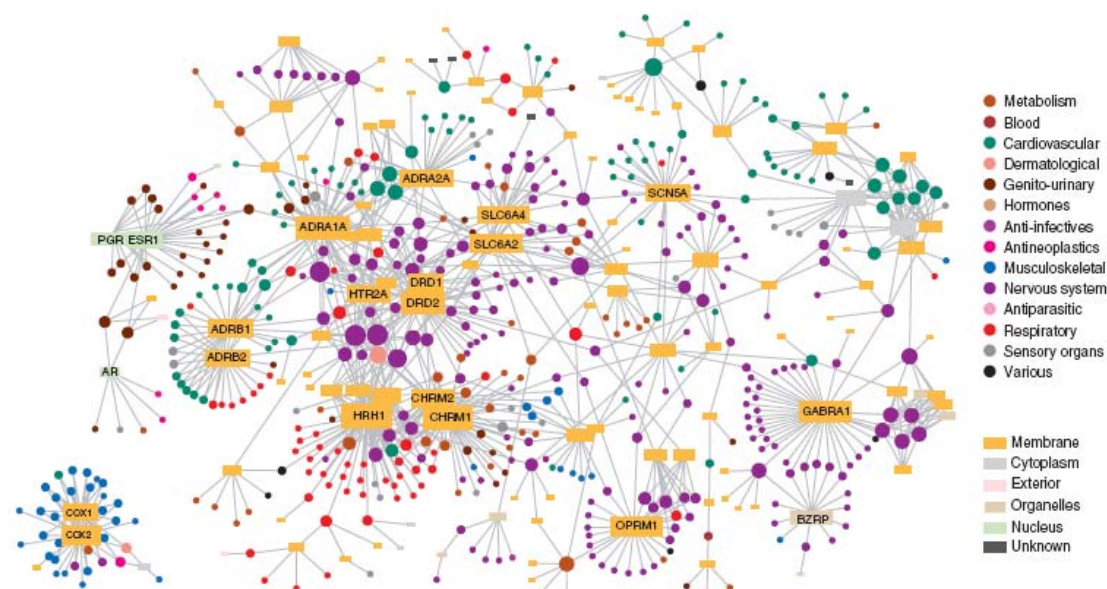 ADRA2A
SCN5A
SLC6A4
ADRA1A
PGR ESR1
SLC6A2
DRD1
HTR2A
DRD2
ADRB1
ADRB2
AR
CHRM2
HRH1
CHRM1
GABRA1
COX1
COX2
OPRM1
BZRP
Metabolism
Blood
Cardiovascular
Dermatological
Genito-urinary
Hormones
Anti-infectives
Antineoplastics
Musculoskeletal
Nervous system
Antiparasitic
Respiratory
Sensory organs
Various
Membrane
Cytoplasm
Exterior
Organelles
Nucleus
Unknown